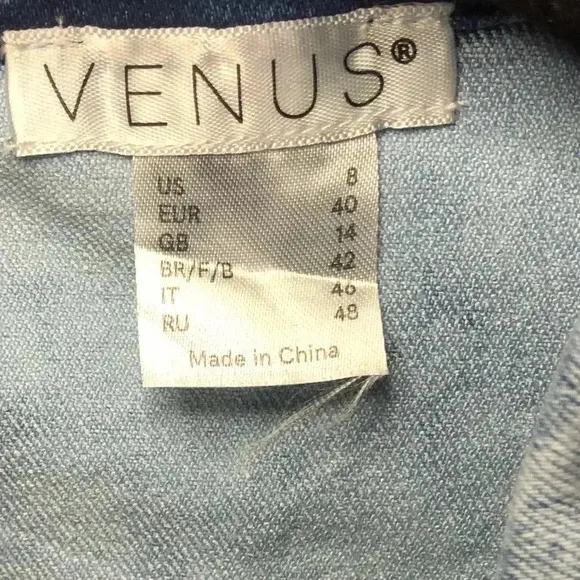 VENUS®
US 8
EUR 40
GB 14
BR/F/B 42
IT 46
RU 48
Made in China